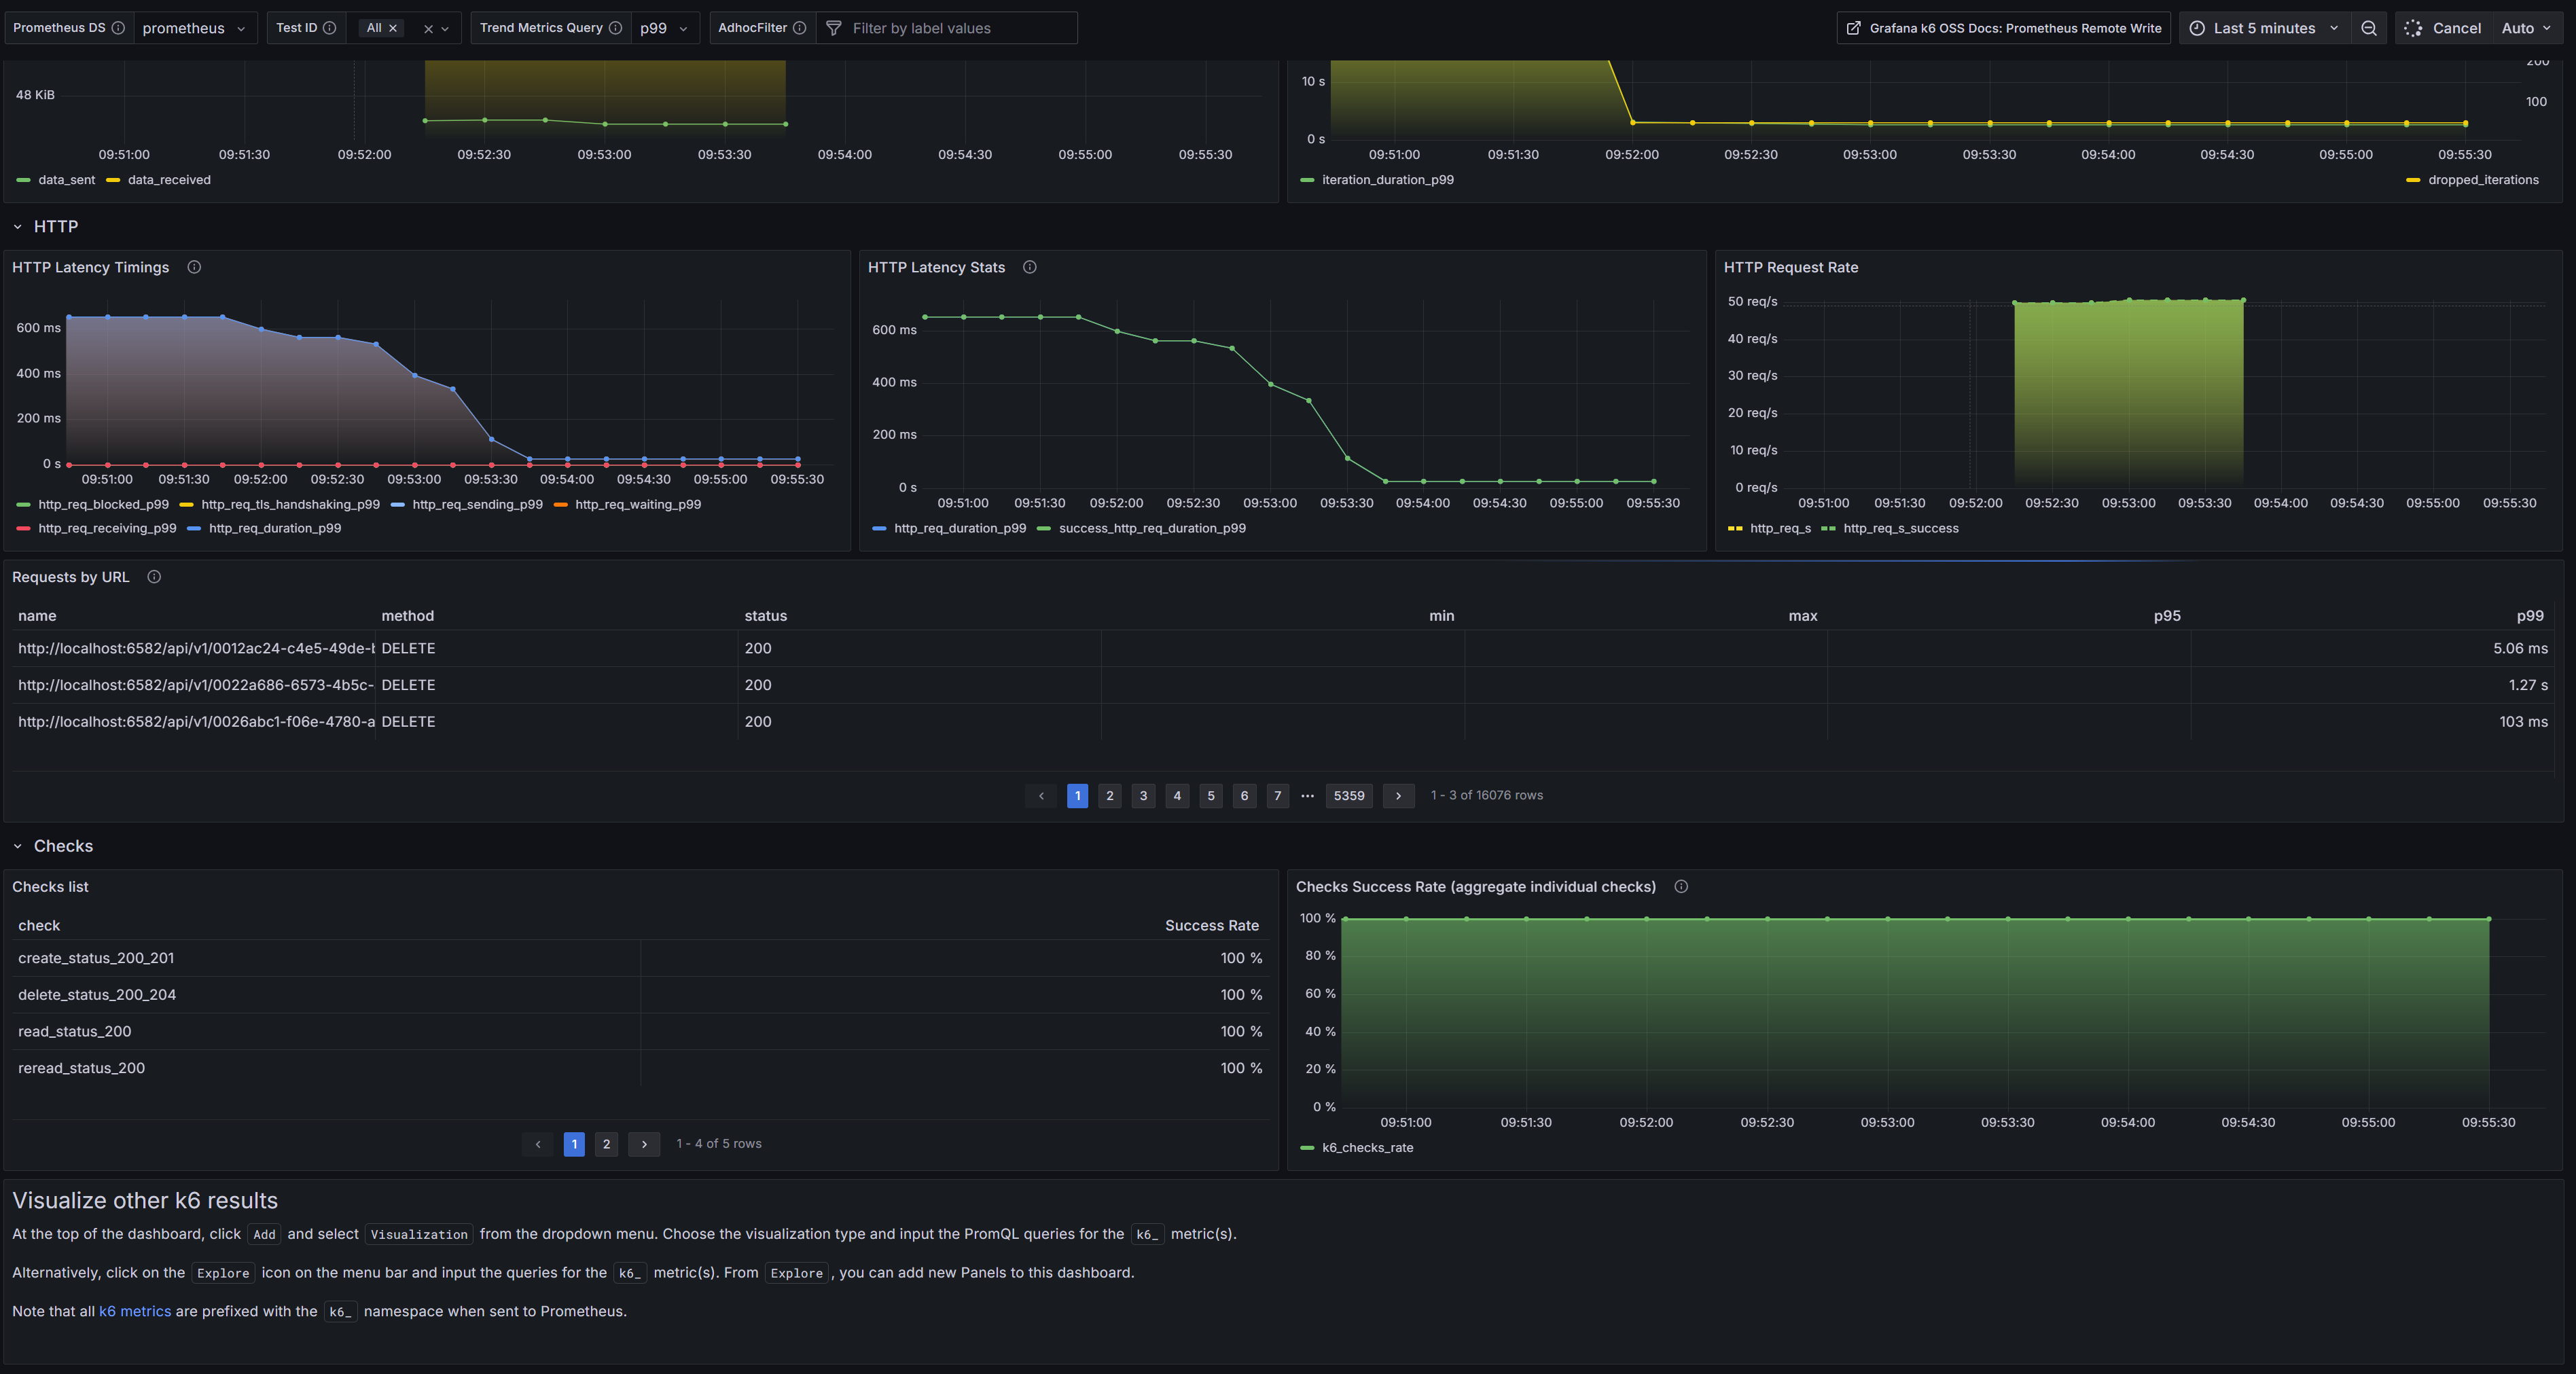 Prometheus DS prometheus Test ID All Trend Metrics Query p99 AdhocFilter Filter by label values Grafana k6 OSS Docs: Prometheus Remote Write Last 5 minutes Cancel Auto
48 KiB
09:51:00 09:51:30 09:52:00 09:52:30 09:53:00 09:53:30 09:54:00 09:54:30 09:55:00 09:55:30
data_sent data_received
10 s
0 s
200
100
09:51:00 09:51:30 09:52:00 09:52:30 09:53:00 09:53:30 09:54:00 09:54:30 09:55:00 09:55:30
iteration_duration_p99 dropped_iterations
HTTP
HTTP Latency Timings
600 ms
400 ms
200 ms
0 s
09:51:00 09:51:30 09:52:00 09:52:30 09:53:00 09:53:30 09:54:00 09:54:30 09:55:00 09:55:30
http_req_blocked_p99 http_req_tls_handshaking_p99 http_req_sending_p99 http_req_waiting_p99
http_req_receiving_p99 http_req_duration_p99
HTTP Latency Stats
600 ms
400 ms
200 ms
0 s
09:51:00 09:51:30 09:52:00 09:52:30 09:53:00 09:53:30 09:54:00 09:54:30 09:55:00 09:55:30
http_req_duration_p99 success_http_req_duration_p99
HTTP Request Rate
50 req/s
40 req/s
30 req/s
20 req/s
10 req/s
0 req/s
09:51:00 09:51:30 09:52:00 09:52:30 09:53:00 09:53:30 09:54:00 09:54:30 09:55:00 09:55:30
http_req_s http_req_s_success
Requests by URL
name method status min max p95 p99
http://localhost:6582/api/v1/0012ac24-c4e5-49de- DELETE 200 5.06 ms
http://localhost:6582/api/v1/0022a686-6573-4b5c- DELETE 200 1.27 s
http://localhost:6582/api/v1/0026abc1-f06e-4780-a DELETE 200 103 ms
1 2 3 4 5 6 7 ••• 5359 1 - 3 of 16076 rows
Checks
Checks list
check Success Rate
create_status_200_201 100 %
delete_status_200_204 100 %
read_status_200 100 %
reread_status_200 100 %
1 2 1 - 4 of 5 rows
Checks Success Rate (aggregate individual checks)
100 %
80 %
60 %
40 %
20 %
0 %
09:51:00 09:51:30 09:52:00 09:52:30 09:53:00 09:53:30 09:54:00 09:54:30 09:55:00 09:55:30
k6_checks_rate
Visualize other k6 results
At the top of the dashboard, click Add and select Visualization from the dropdown menu. Choose the visualization type and input the PromQL queries for the k6_ metric(s).
Alternatively, click on the Explore icon on the menu bar and input the queries for the k6_ metric(s). From Explore, you can add new Panels to this dashboard.
Note that all k6 metrics are prefixed with the k6_ namespace when sent to Prometheus.